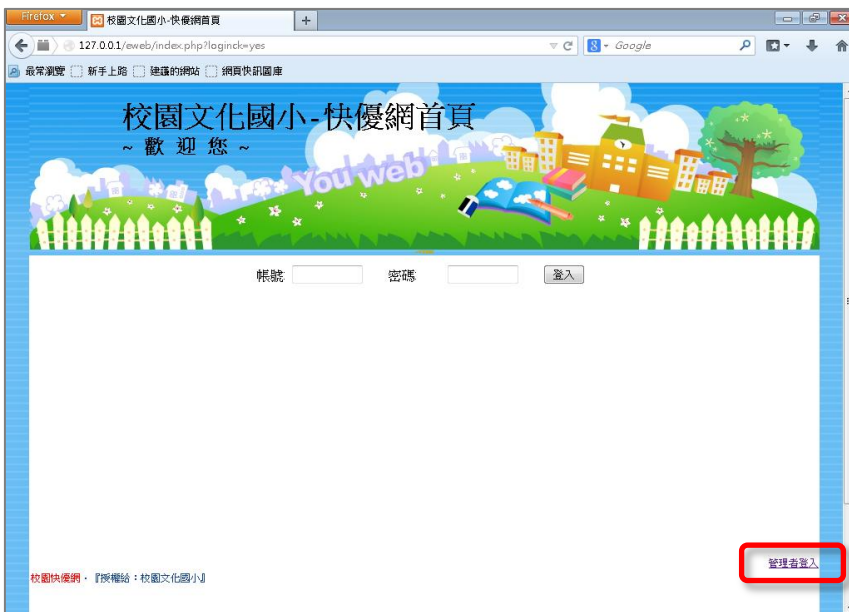 Firefox
校園文化國小-快優網首頁
127.0.0.1/eweb/index.php?loginck=yes
Google
最常瀏覽 新手上路 建議的網站 網頁快訊圖庫
校園文化國小-快優網首頁
~ 歡 迎 您 ~
You web
帳號: 密碼: 登入
管理者登入
校園快優網‧『授權給：校園文化國小』